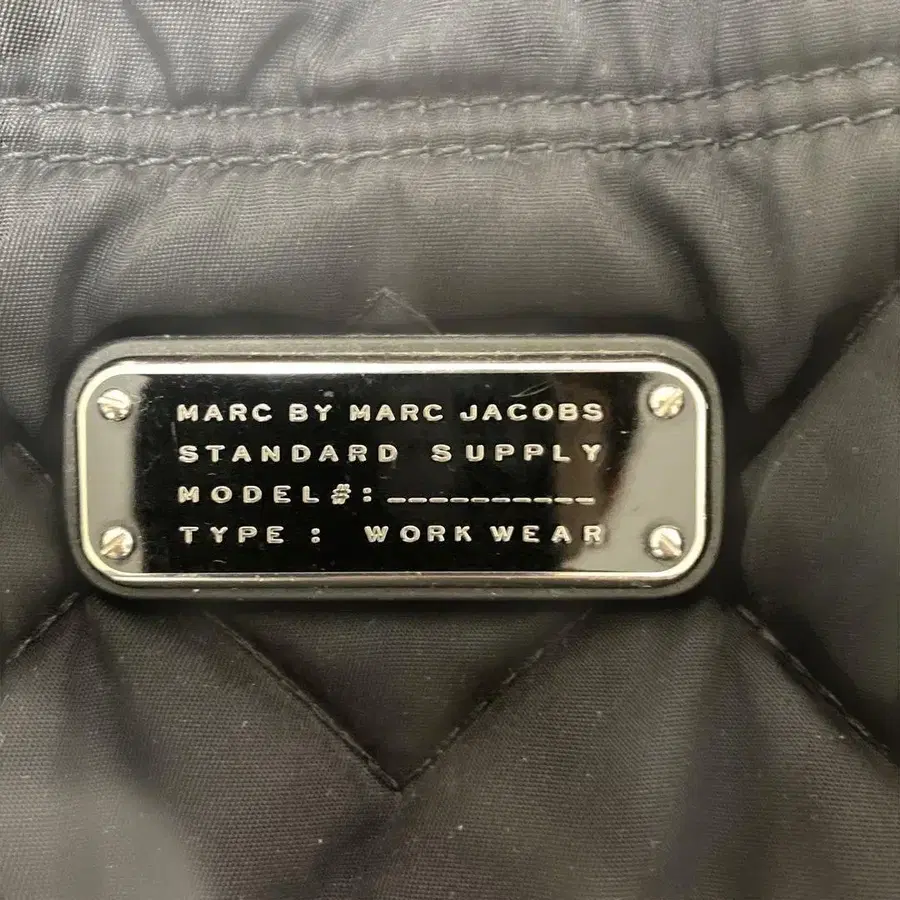 MARC BY MARC JACOBS
STANDARD SUPPLY
MODEL#:__________
TYPE : WORK WEAR